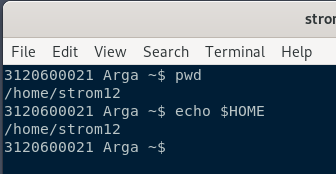 stro
File Edit View Search Terminal Help
3120600021 Arga ~$ pwd
/home/strom12
3120600021 Arga ~$ echo $HOME
/home/strom12
3120600021 Arga ~$